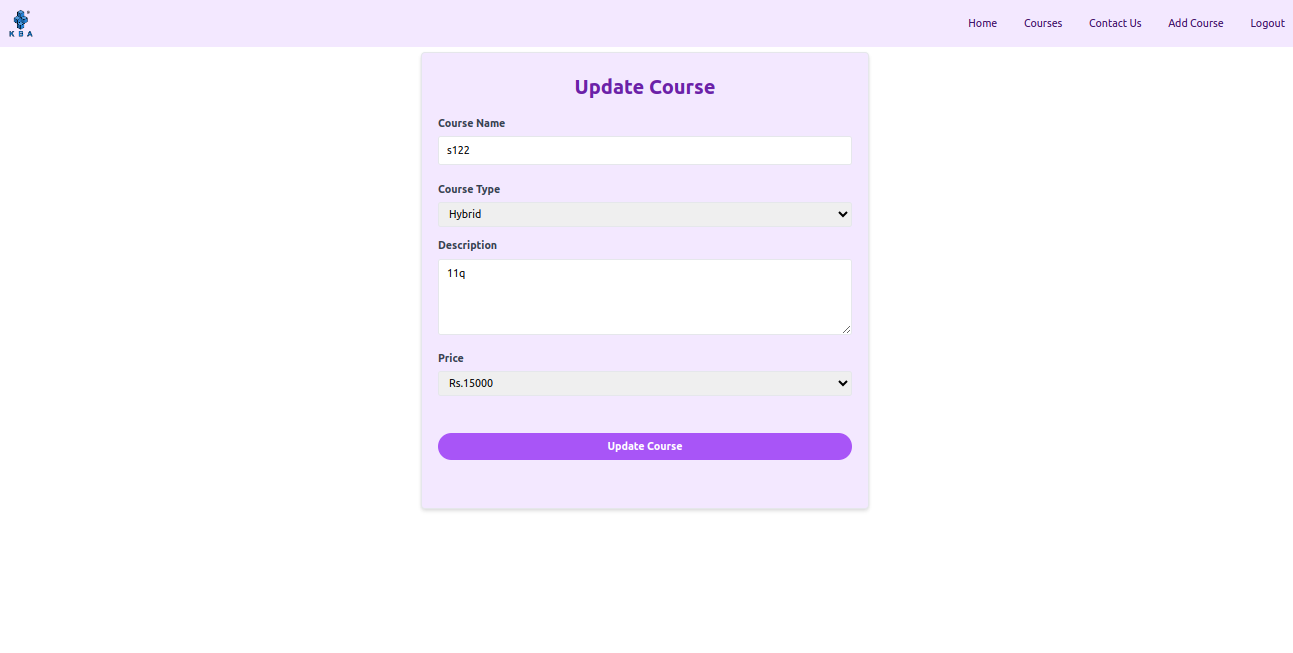 KBA
Home Courses Contact Us Add Course Logout
Update Course
Course Name
s122
Course Type
Hybrid
Description
11q
Price
Rs.15000
Update Course